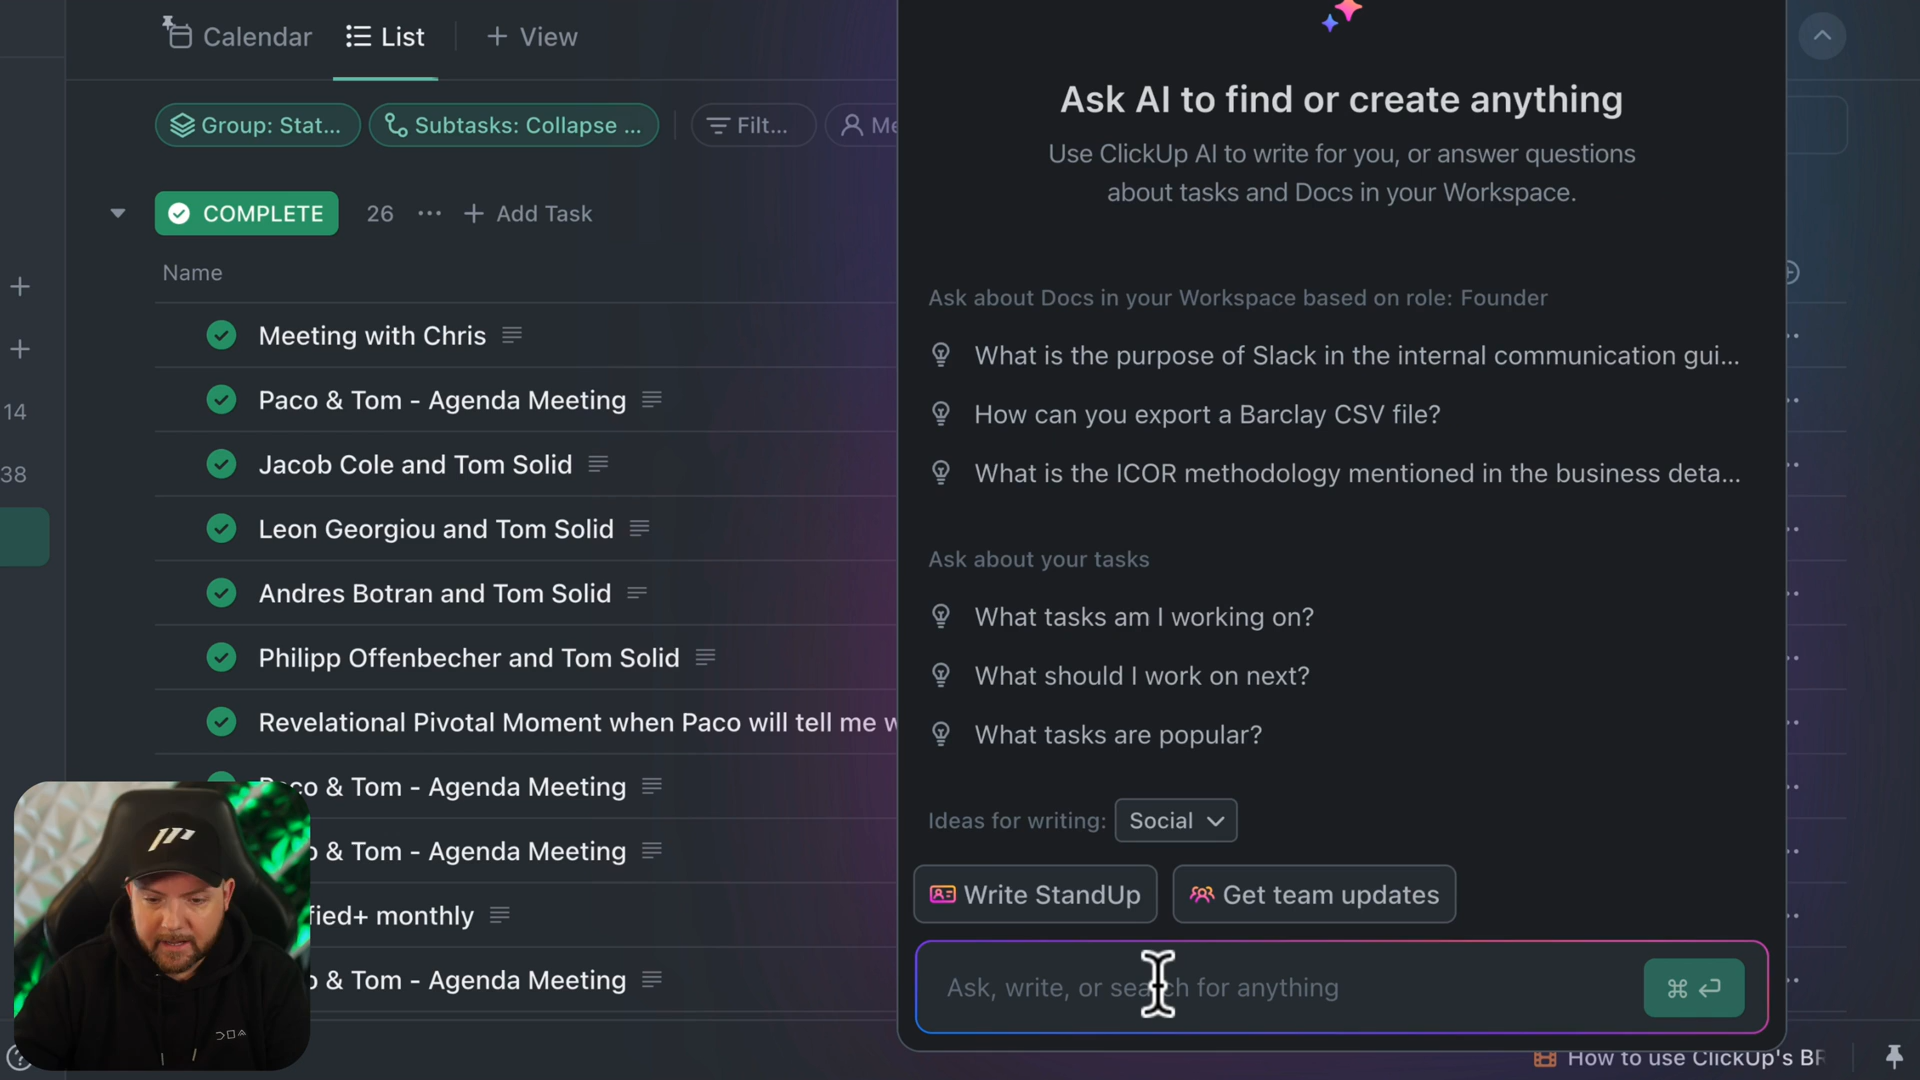 Calendar
List
+ View
Group: Stat...
Subtasks: Collapse ...
Filt...
Me
COMPLETE
26
+ Add Task
Name
14
38
Meeting with Chris
Paco & Tom - Agenda Meeting
Jacob Cole and Tom Solid
Leon Georgiou and Tom Solid
Andres Botran and Tom Solid
Philipp Offenbecher and Tom Solid
Revelational Pivotal Moment when Paco will tell me w
Paco & Tom - Agenda Meeting
& Tom - Agenda Meeting
fied+ monthly
& Tom - Agenda Meeting
Ask AI to find or create anything
Use ClickUp AI to write for you, or answer questions
about tasks and Docs in your Workspace.
Ask about Docs in your Workspace based on role: Founder
What is the purpose of Slack in the internal communication gui...
How can you export a Barclay CSV file?
What is the ICOR methodology mentioned in the business deta...
Ask about your tasks
What tasks am I working on?
What should I work on next?
What tasks are popular?
Ideas for writing: Social
Write StandUp
Get team updates
Ask, write, or search for anything
How to use ClickUp's BR